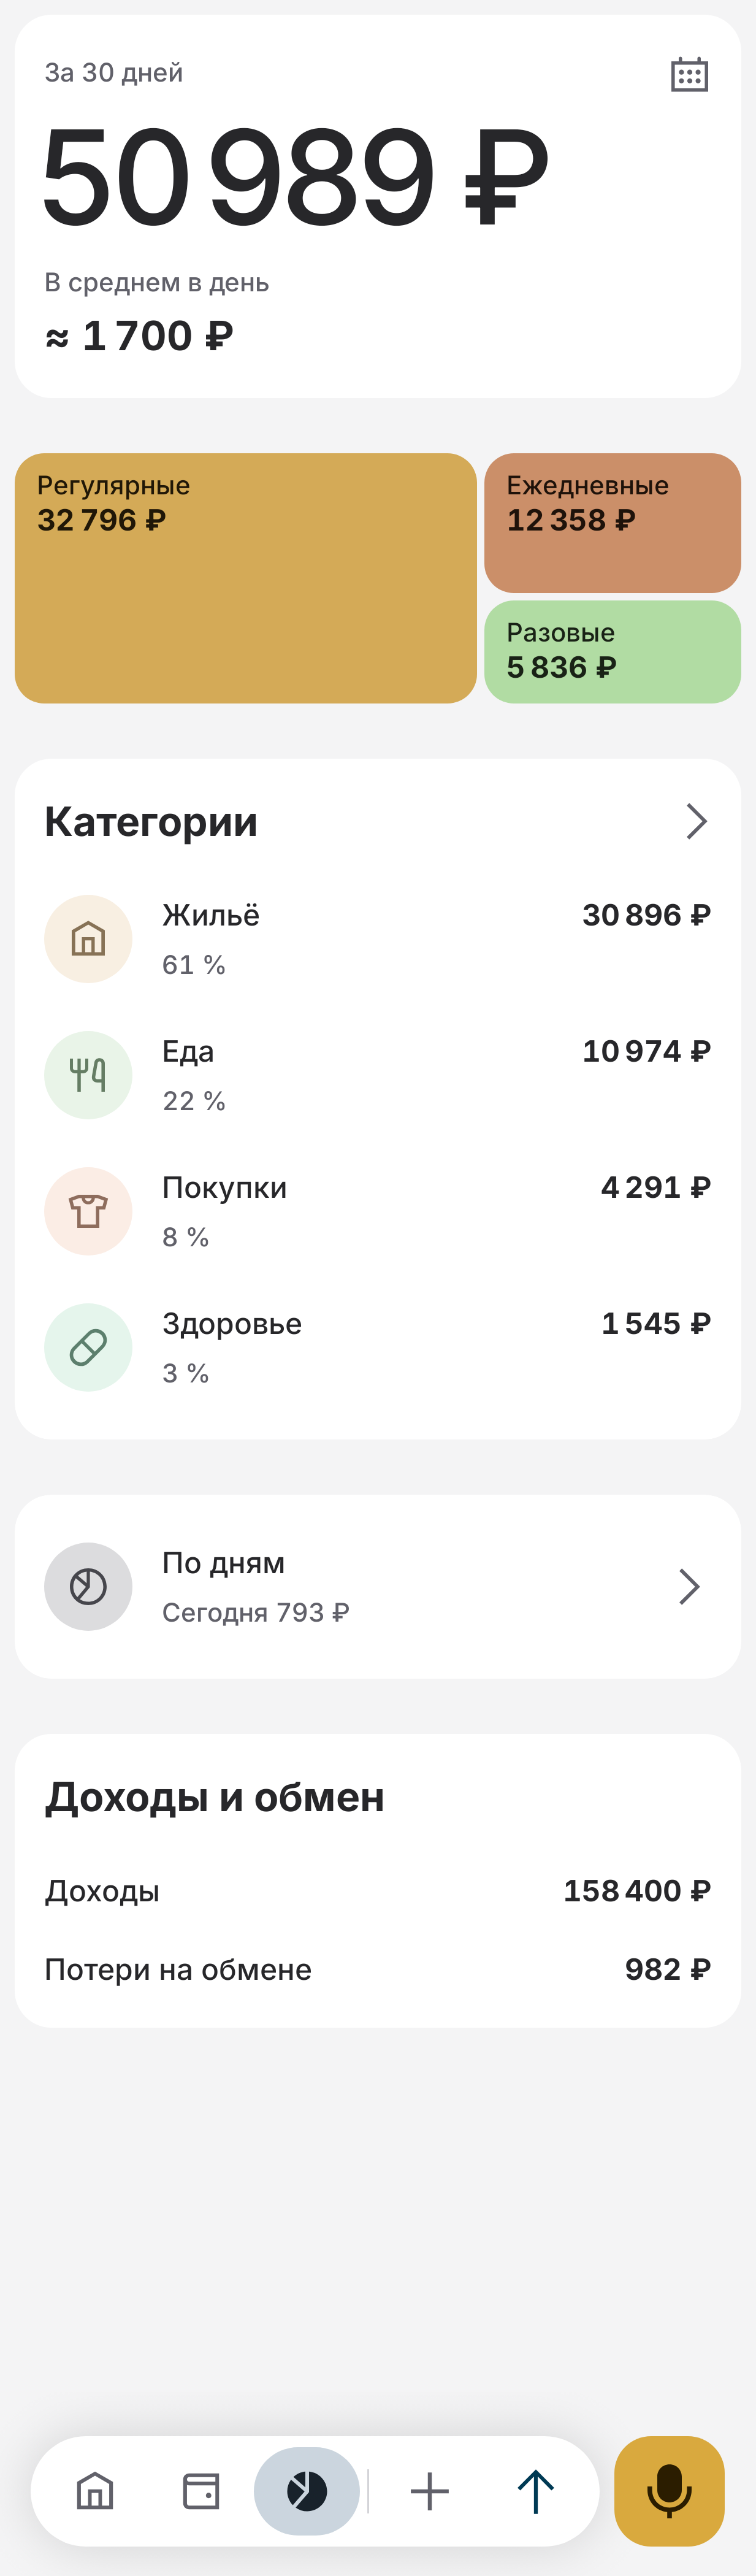 За 30 дней
50 989 ₽
В среднем в день
≈ 1 700 ₽
Регулярные
32 796 ₽
Ежедневные
12 358 ₽
Разовые
5 836 ₽
Категории
Жильё
30 896 ₽
61 %
Еда
10 974 ₽
22 %
Покупки
4 291 ₽
8 %
Здоровье
1 545 ₽
3 %
По дням
Сегодня 793 ₽
Доходы и обмен
Доходы
158 400 ₽
Потери на обмене
982 ₽